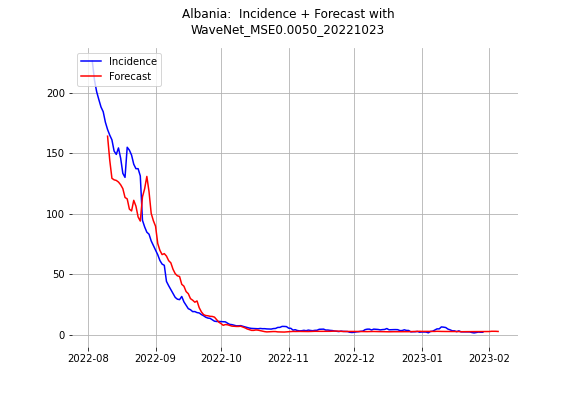 Albania:  Incidence + Forecast with
WaveNet_MSE0.0050_20221023
Incidence
Forecast
200
150
100
50
0
2022-08 2022-09 2022-10 2022-11 2022-12 2023-01 2023-02